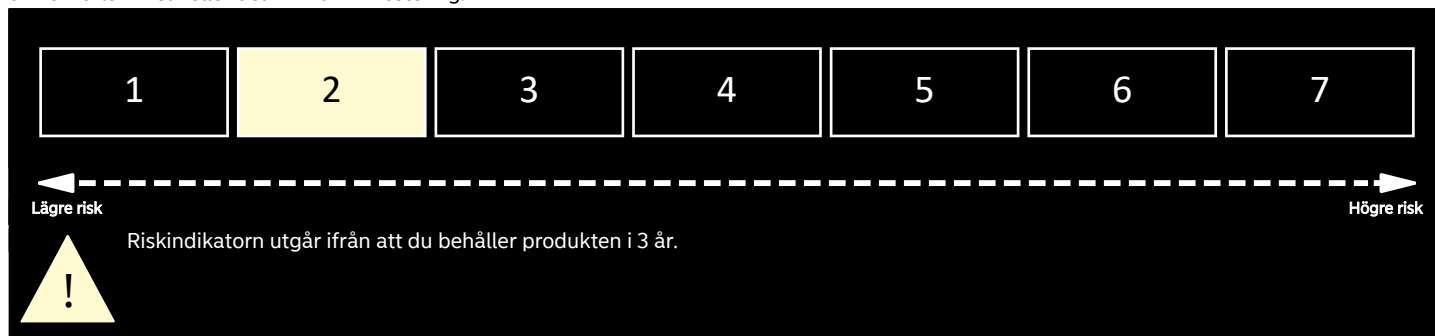 1 2 3 4 5 6 7
Lägre risk Högre risk
Riskindikatorn utgår ifrån att du behåller produkten i 3 år.
!